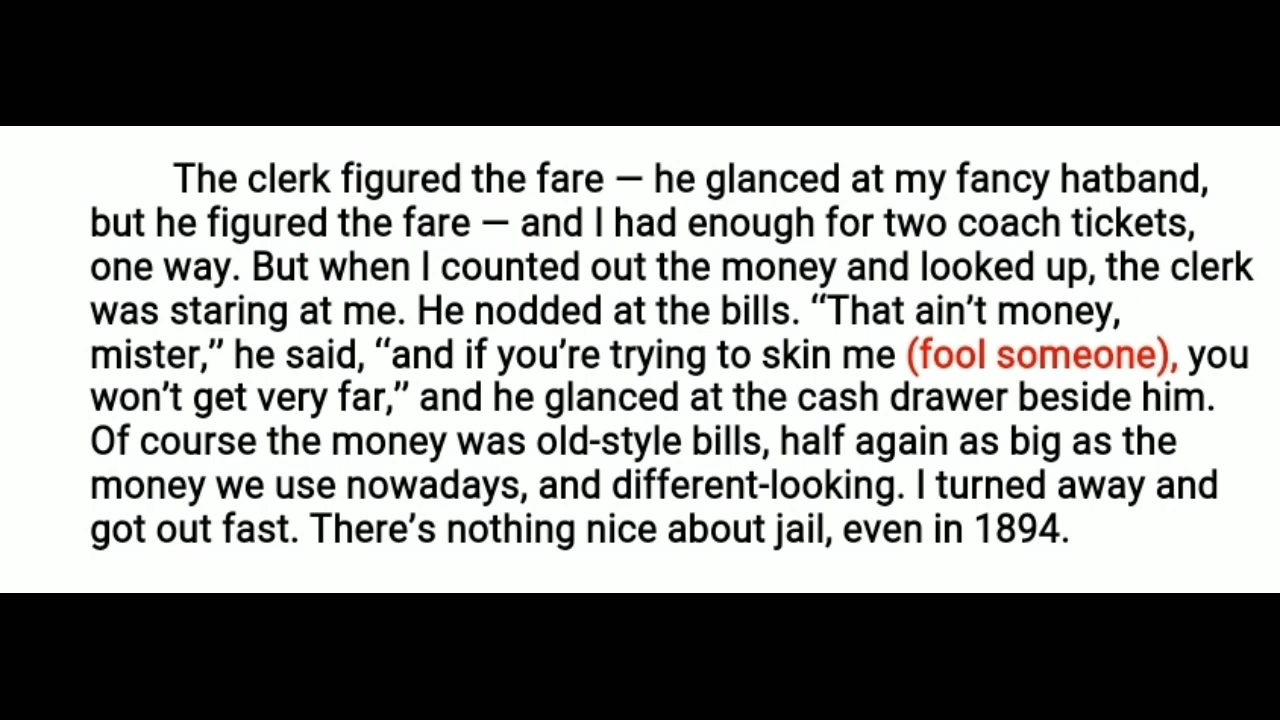 The clerk figured the fare — he glanced at my fancy hatband,
but he figured the fare — and I had enough for two coach tickets,
one way. But when I counted out the money and looked up, the clerk
was staring at me. He nodded at the bills. “That ain’t money,
mister,” he said, “and if you’re trying to skin me (fool someone), you
won’t get very far,” and he glanced at the cash drawer beside him.
Of course the money was old-style bills, half again as big as the
money we use nowadays, and different-looking. I turned away and
got out fast. There’s nothing nice about jail, even in 1894.